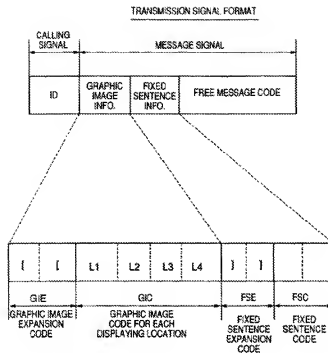 TRANSMISSION SIGNAL FORMAT
CALLING SIGNAL
MESSAGE SIGNAL
ID
GRAPHIC IMAGE INFO.
FIXED SENTENCE INFO.
FREE MESSAGE CODE
[ [ L1 L2 L3 L4 ] ]
GIE
GIC
FSE
FSC
GRAPHIC IMAGE EXPANSION CODE
GRAPHIC IMAGE CODE FOR EACH DISPLAYING LOCATION
FIXED SENTENCE EXPANSION CODE
FIXED SENTENCE CODE